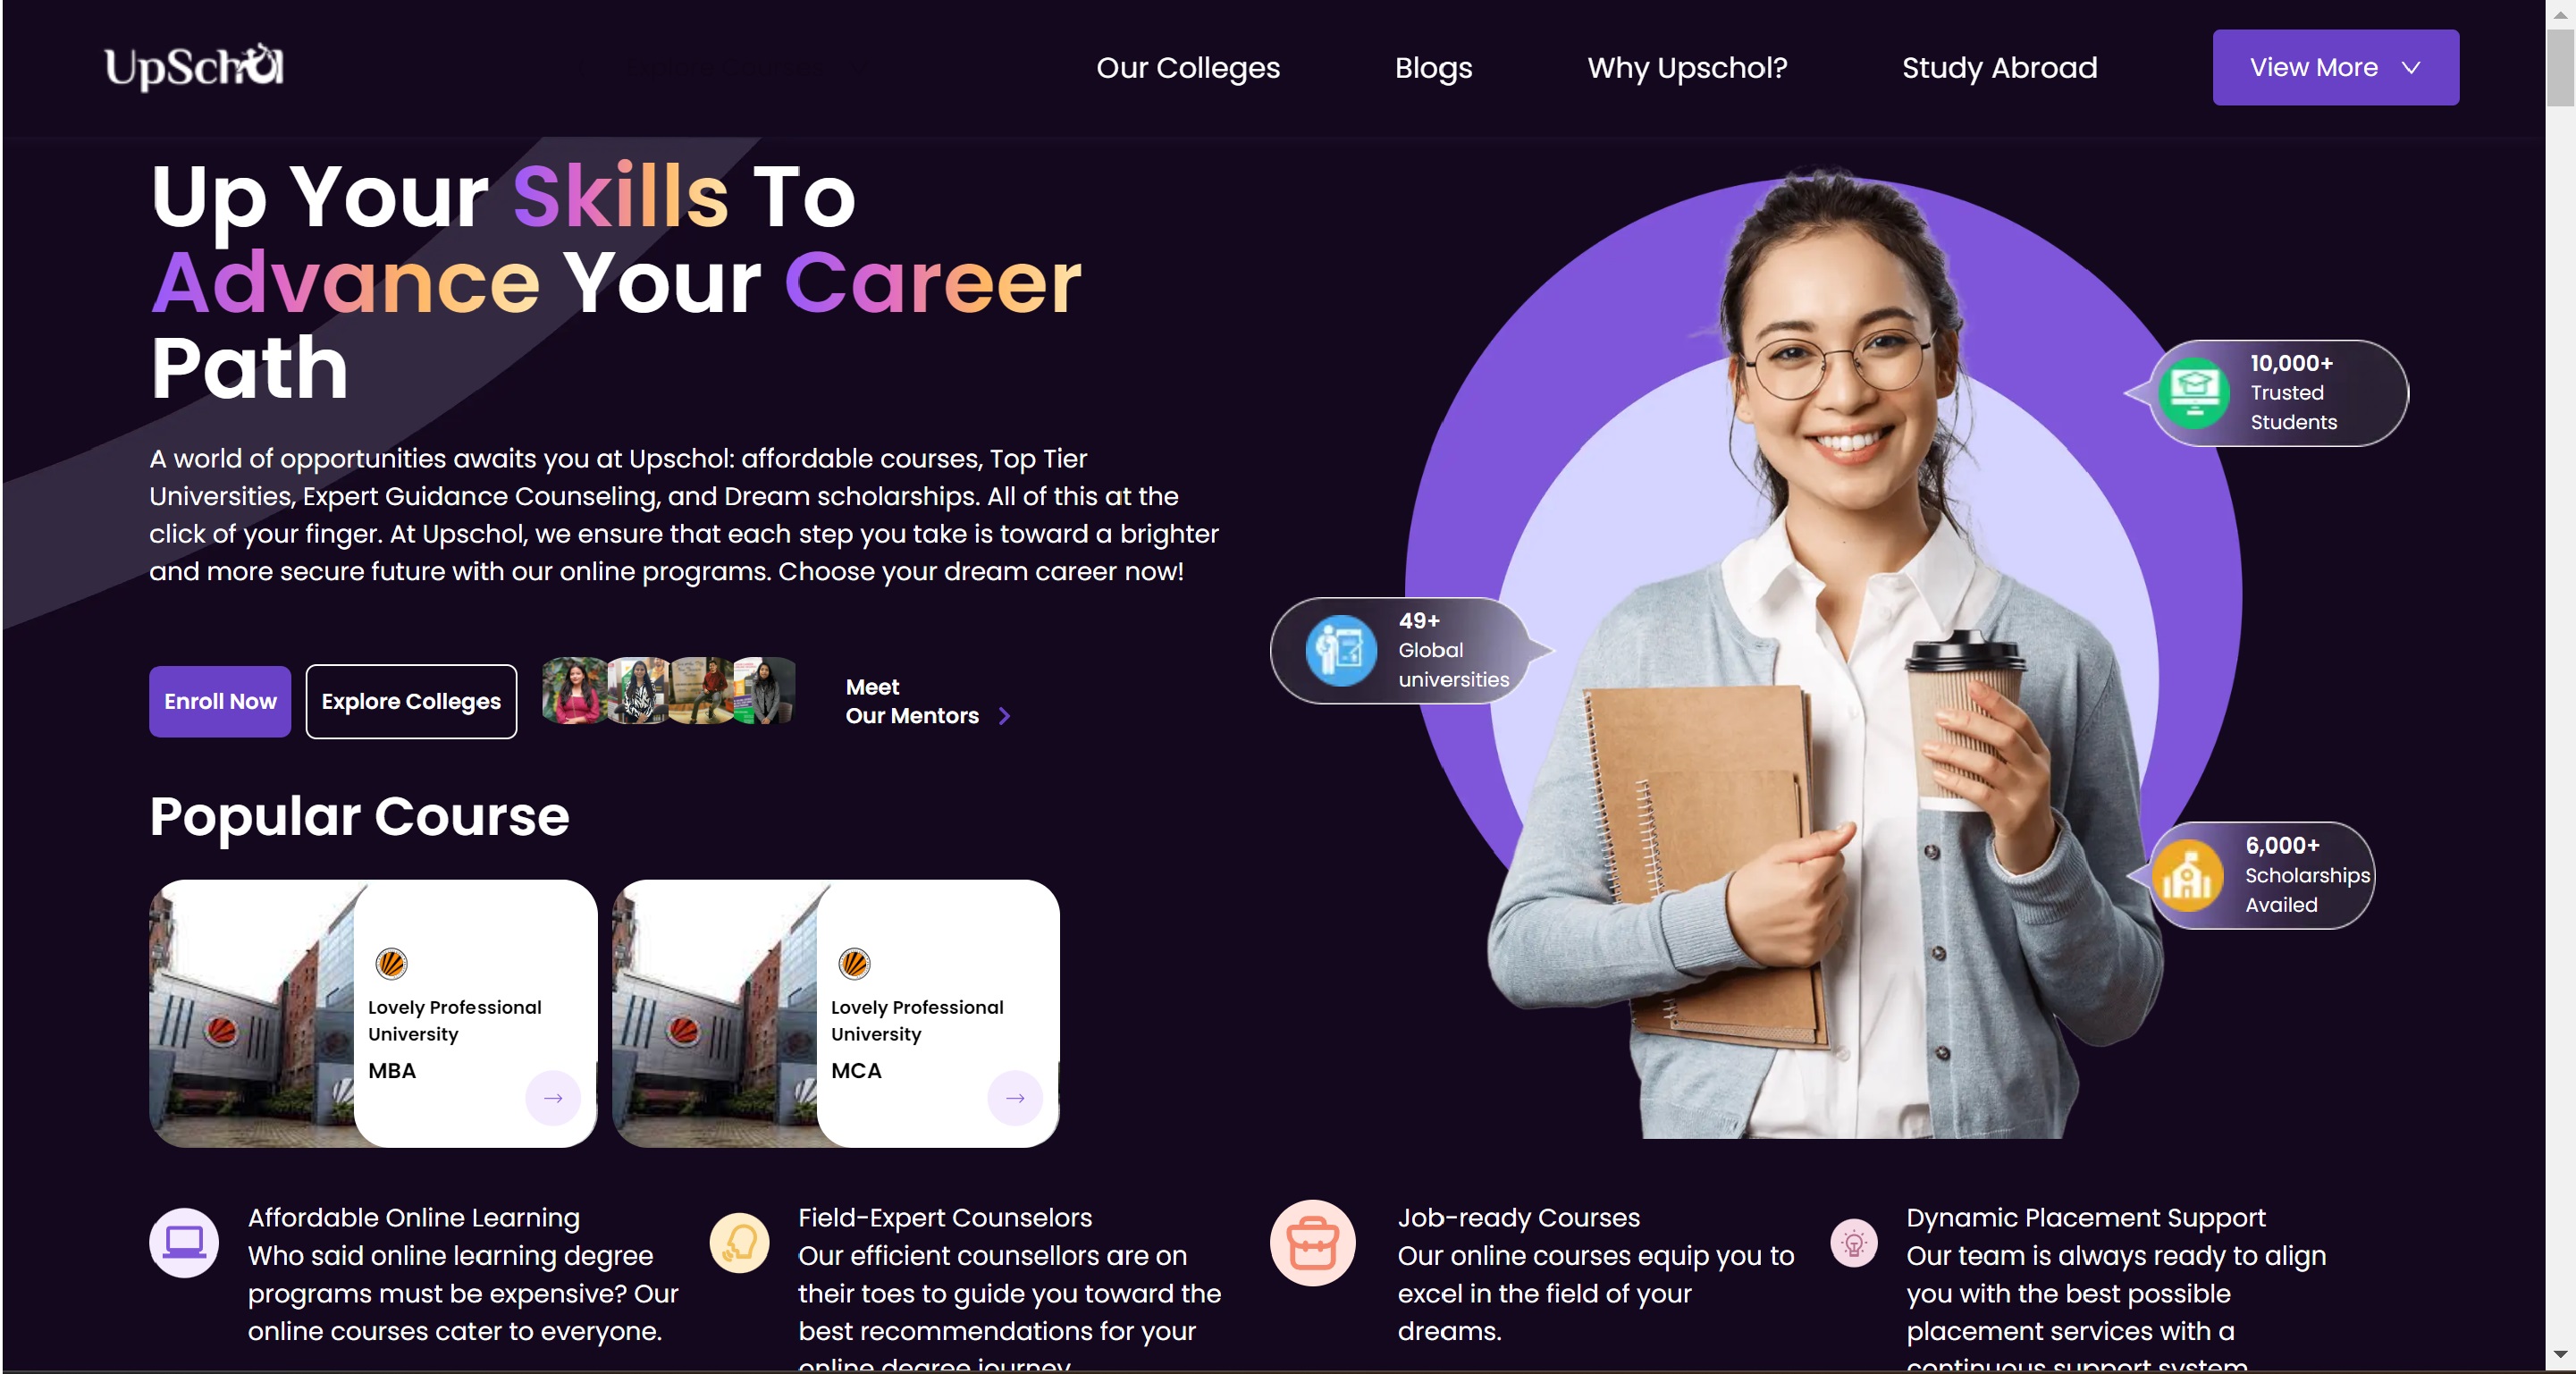 UpSchol
Our Colleges
Blogs
Why Upschol?
Study Abroad
View More
Up Your Skills To
Advance Your Career
Path
A world of opportunities awaits you at Upschol: affordable courses, Top Tier
Universities, Expert Guidance Counseling, and Dream scholarships. All of this at the
click of your finger. At Upschol, we ensure that each step you take is toward a brighter
and more secure future with our online programs. Choose your dream career now!
Enroll Now
Explore Colleges
Meet
Our Mentors
10,000+
Trusted
Students
49+
Global
universities
6,000+
Scholarships
Availed
Popular Course
Lovely Professional
University
MBA
Lovely Professional
University
MCA
Affordable Online Learning
Who said online learning degree
programs must be expensive? Our
online courses cater to everyone.
Field-Expert Counselors
Our efficient counsellors are on
their toes to guide you toward the
best recommendations for your
online degree journey
Job-ready Courses
Our online courses equip you to
excel in the field of your
dreams.
Dynamic Placement Support
Our team is always ready to align
you with the best possible
placement services with a
continuous support system